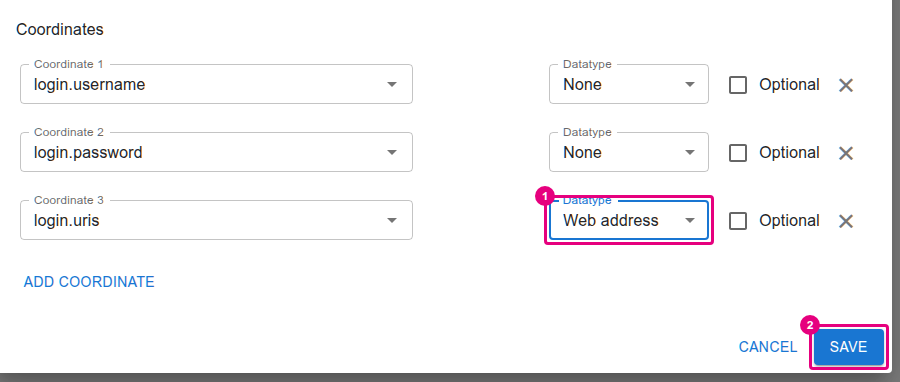 Coordinates
Coordinate 1
login.username
Datatype
None
Optional
Coordinate 2
login.password
Datatype
None
Optional
Coordinate 3
login.uris
1
Datatype
Web address
Optional
ADD COORDINATE
2
CANCEL
SAVE